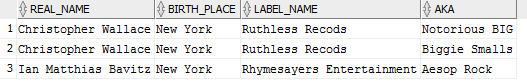 REAL_NAME BIRTH_PLACE LABEL_NAME AKA
1 Christopher Wallace New York Ruthless Recods Notorious BIG
2 Christopher Wallace New York Ruthless Recods Biggie Smalls
3 Ian Matthias Bavitz New York Rhymesayers Entertainment Aesop Rock